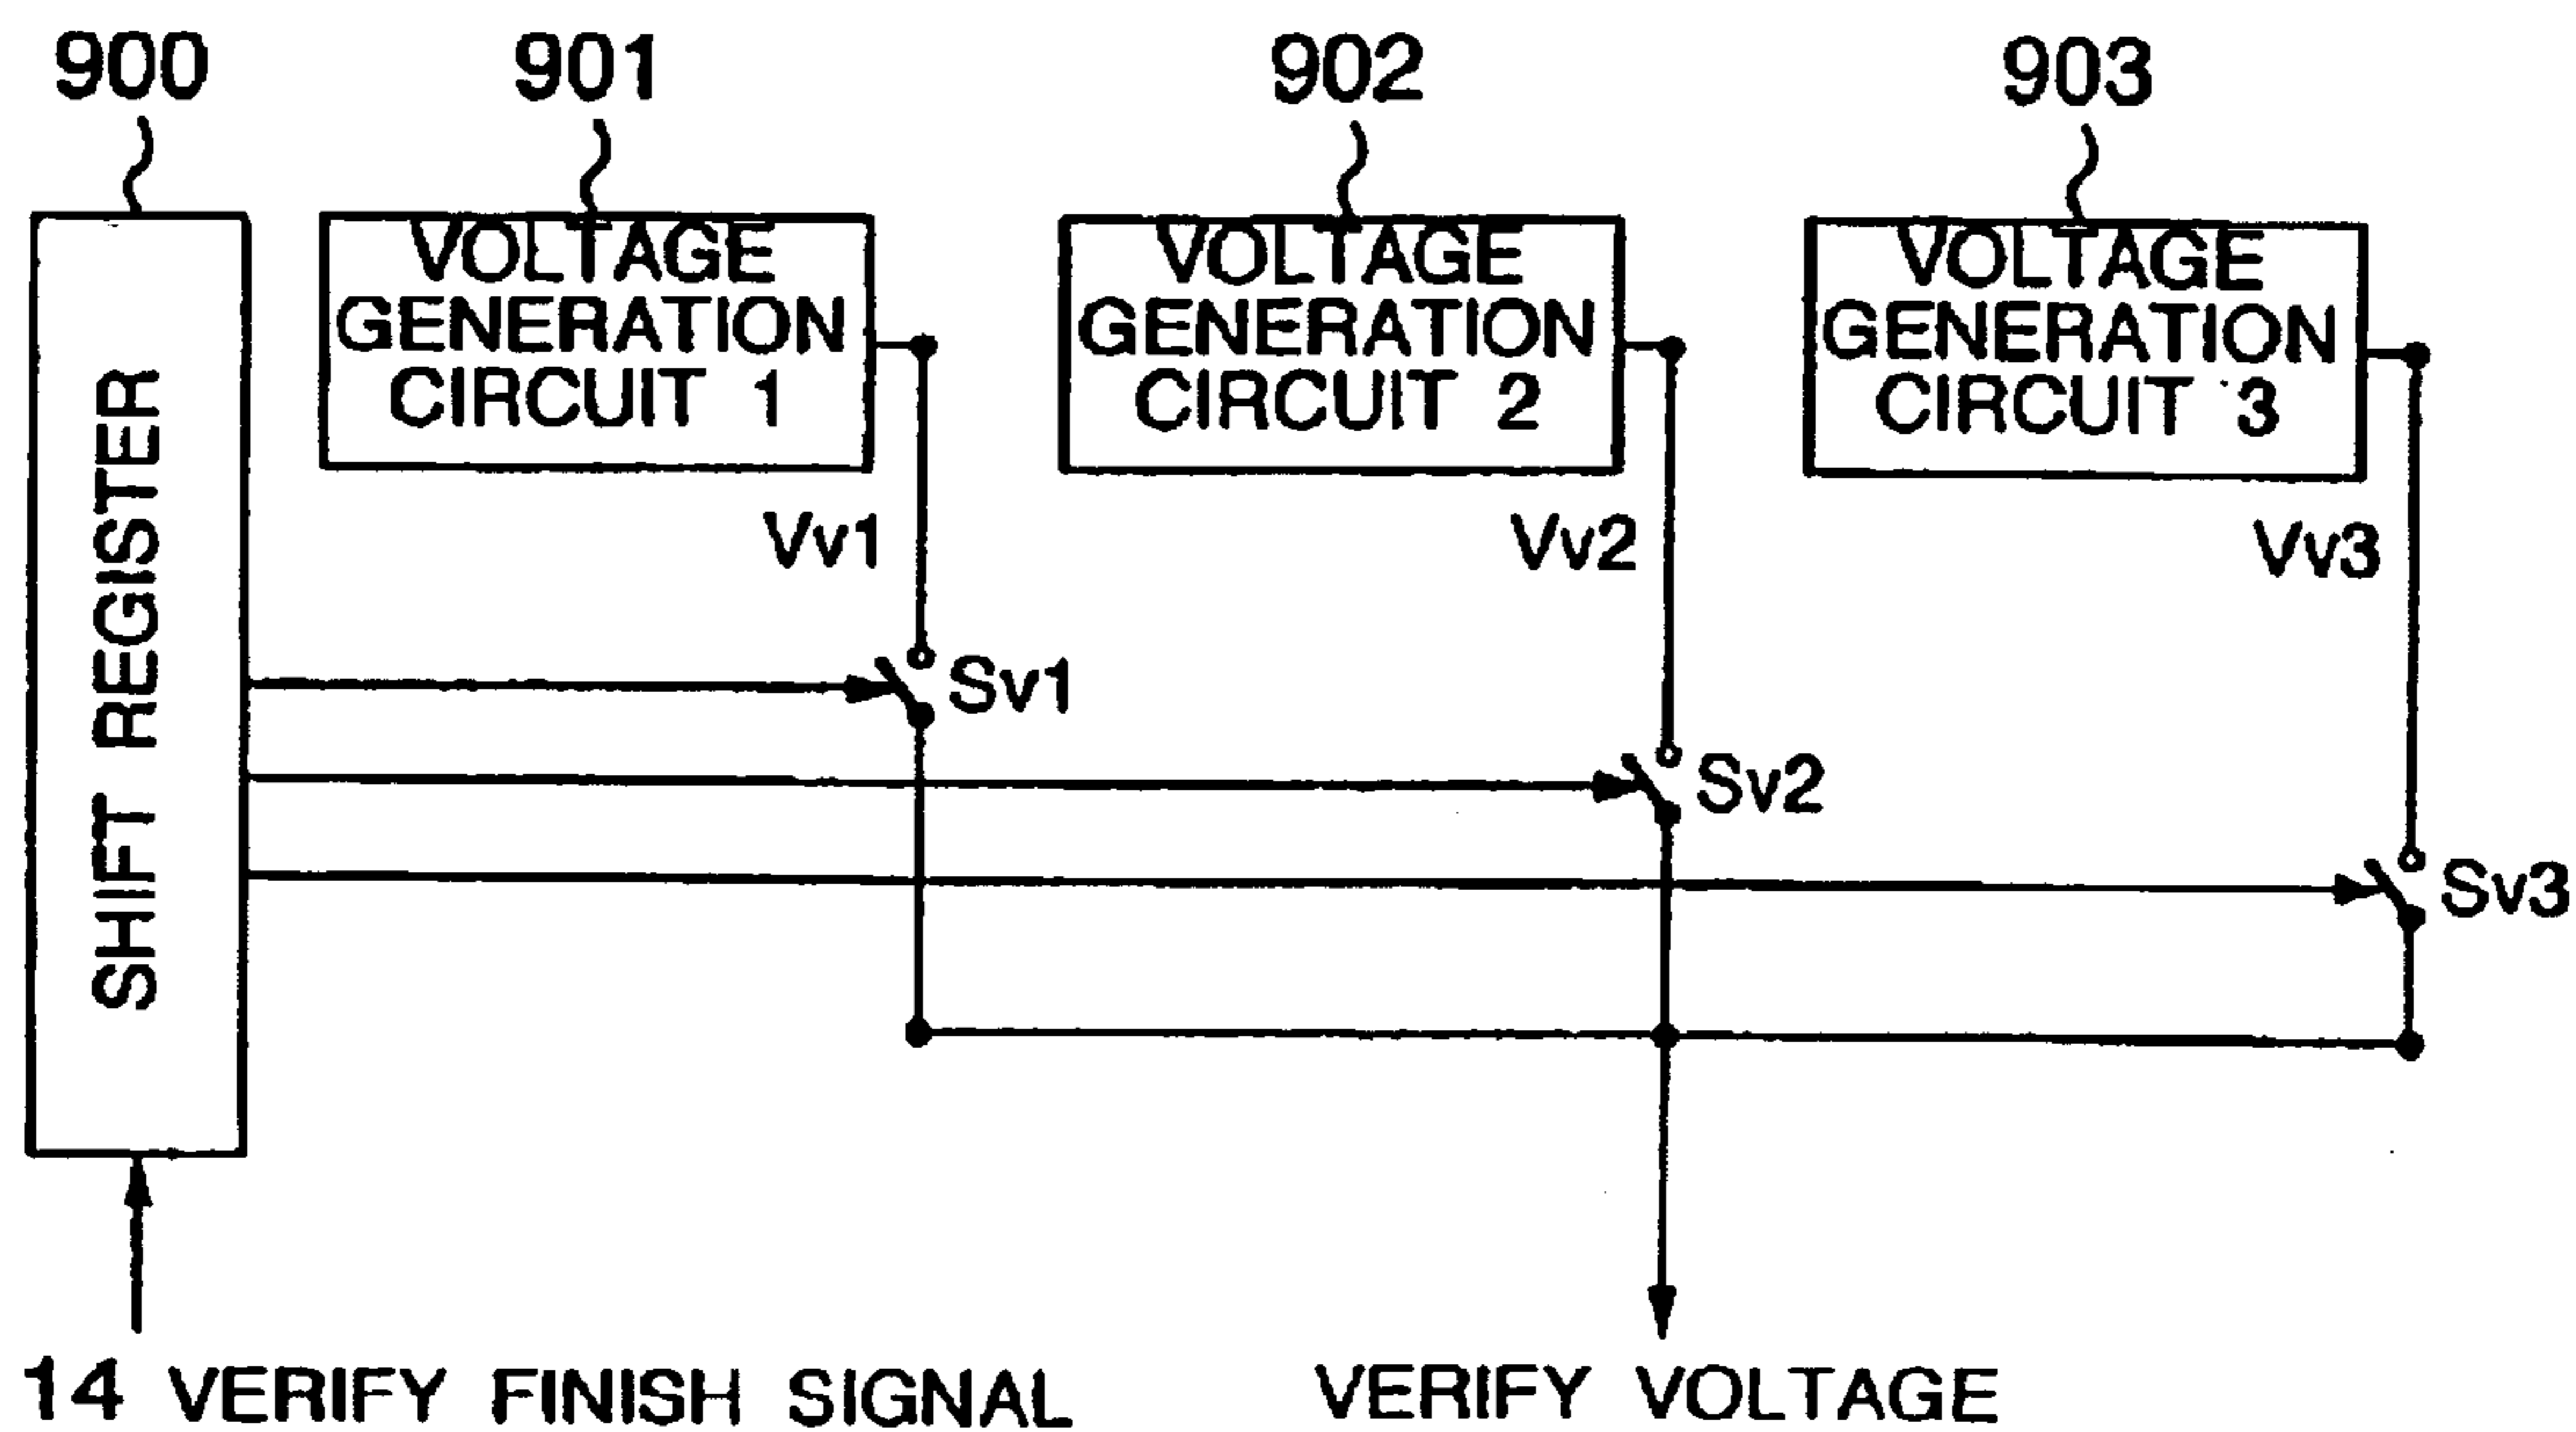 900
901
902
903
SHIFT REGISTER
VOLTAGE
GENERATION
CIRCUIT 1
VOLTAGE
GENERATION
CIRCUIT 2
VOLTAGE
GENERATION
CIRCUIT 3
Vv1
Vv2
Vv3
Sv1
Sv2
Sv3
14 VERIFY FINISH SIGNAL
VERIFY VOLTAGE